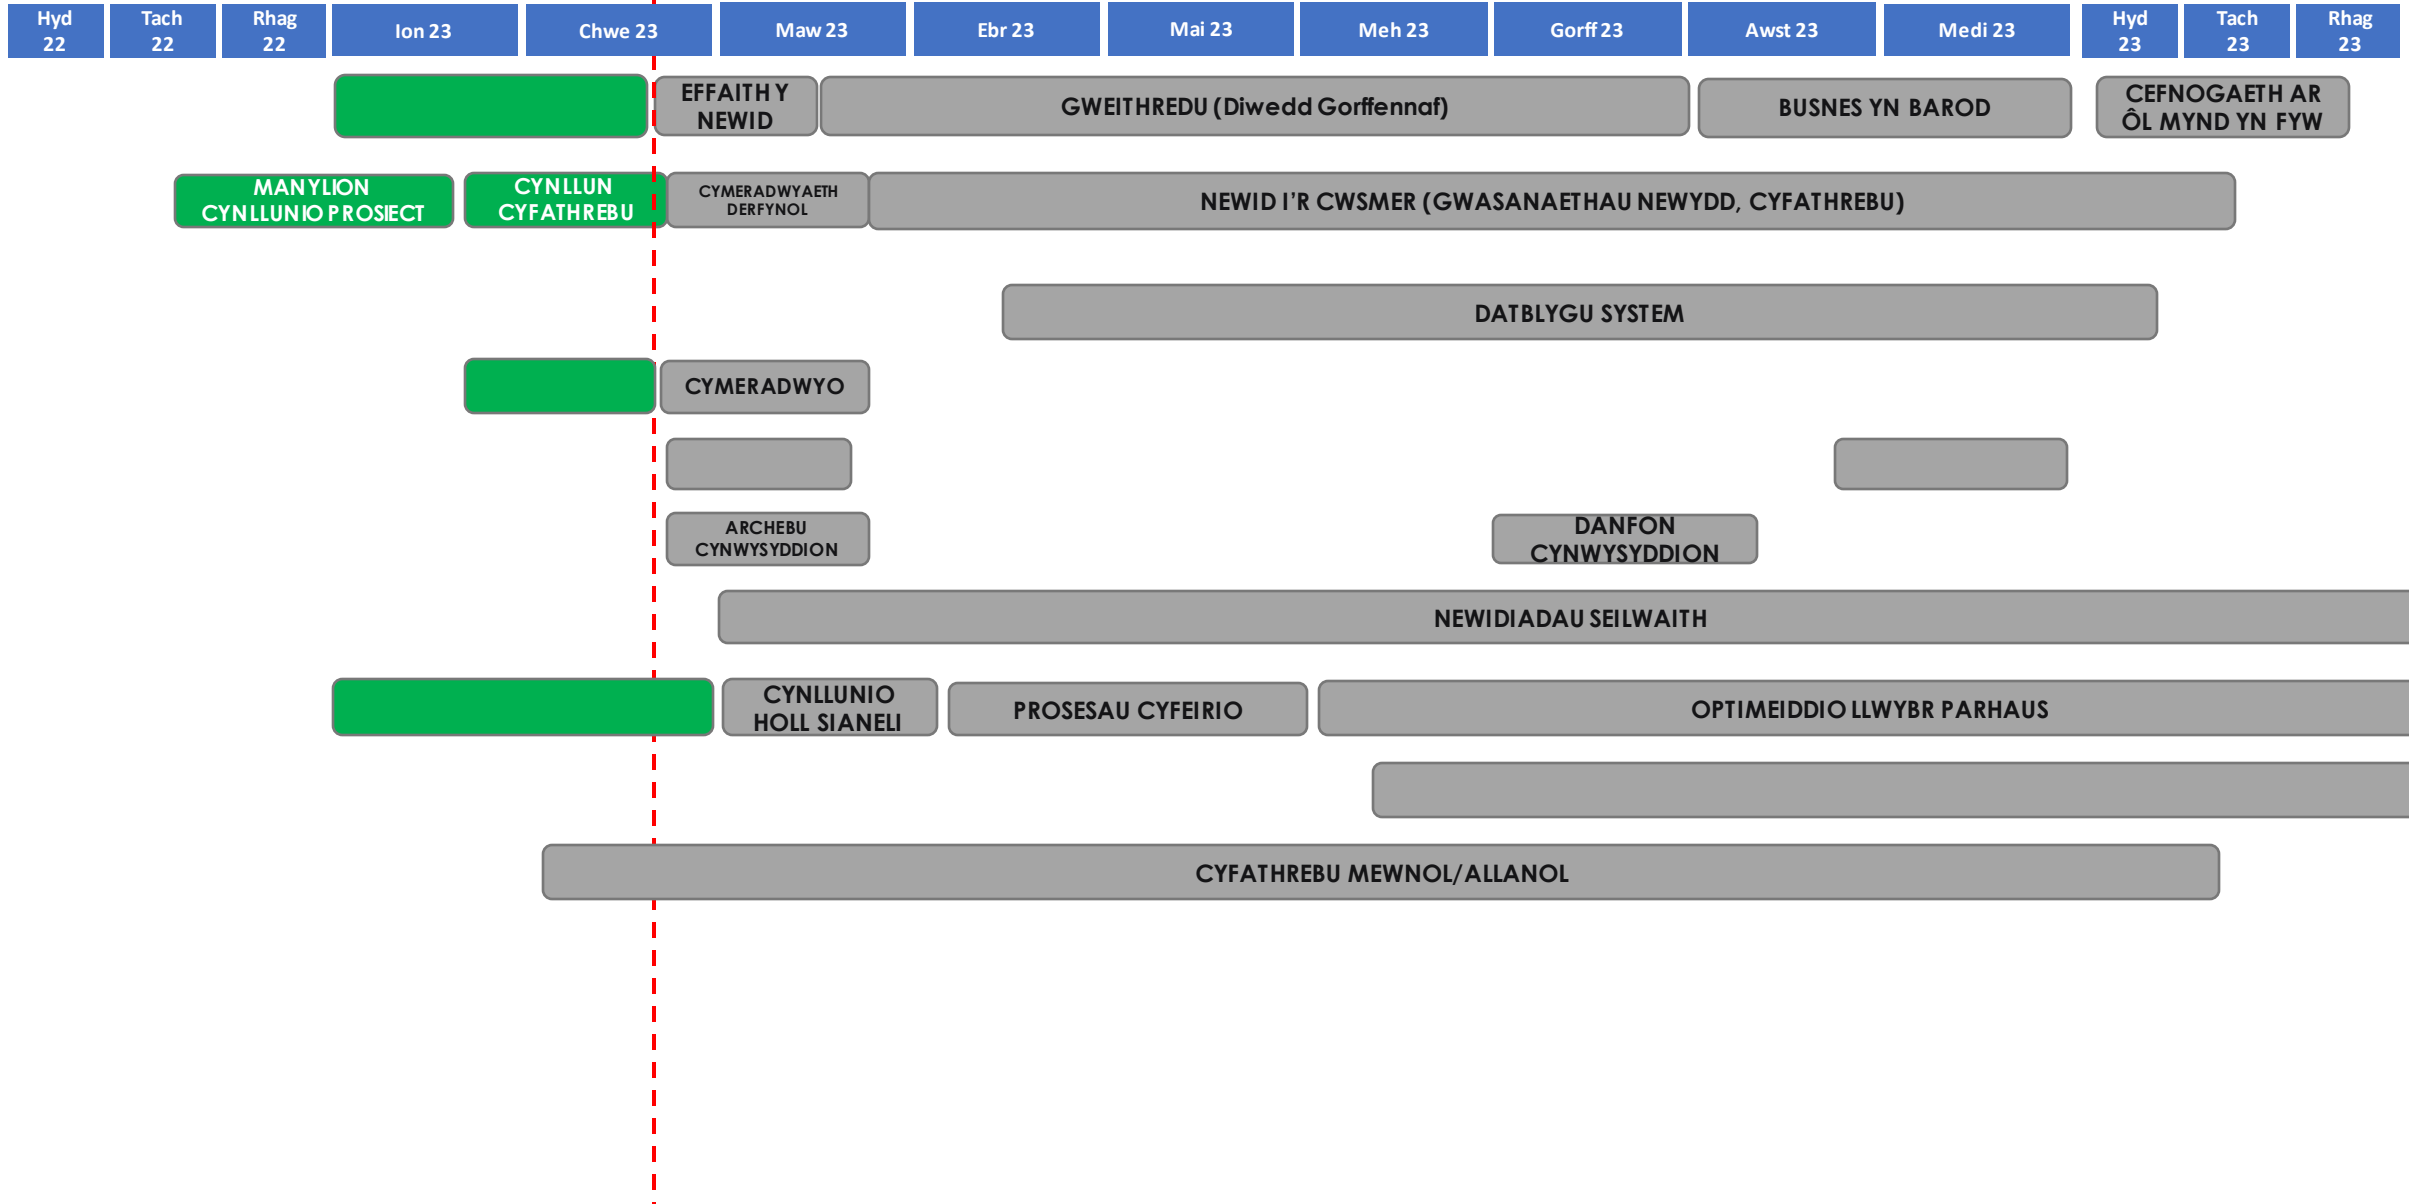 Hyd
22
Tach
22
Rhag
22
Ion 23
Chwe 23
Maw 23
Ebr 23
Mai 23
Meh 23
Gorff 23
Awst 23
Medi 23
Hyd
23
Tach
23
Rhag
23
EFFAITH Y
NEWID
GWEITHREDU (Diwedd Gorffennaf)
BUSNES YN BAROD
CEFNOGAETH AR
ÔL MYND YN FYW
MANYLION
CYNLLUNIO PROSIECT
CYNLLUN
CYFATHREBU
CYMERADWYAETH
DERFYNOL
NEWID I’R CWSMER (GWASANAETHAU NEWYDD, CYFATHREBU)
DATBLYGU SYSTEM
CYMERADWYO
ARCHEBU
CYNWYSYDDION
DANFON
CYNWYSYDDION
NEWIDIADAU SEILWAITH
CYNLLUNIO
HOLL SIANELI
PROSESAU CYFEIRIO
OPTIMEIDDIO LLWYBR PARHAUS
CYFATHREBU MEWNOL/ALLANOL